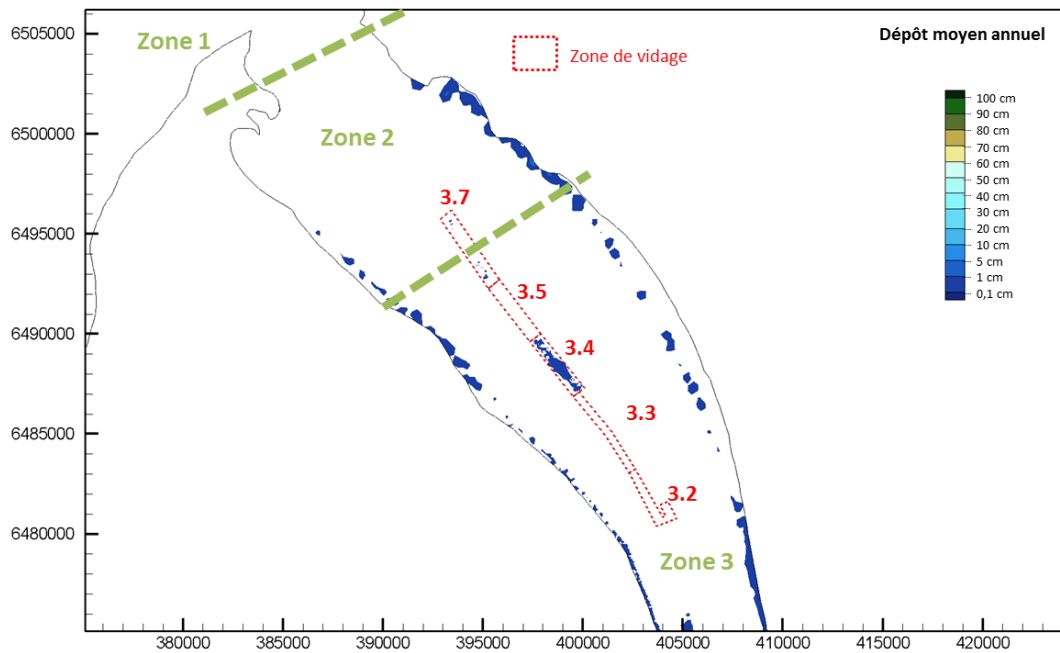 6505000
6500000
6495000
6490000
6485000
6480000
Zone 1
Zone 2
Zone de vidage
Dépôt moyen annuel
100 cm
90 cm
80 cm
70 cm
60 cm
50 cm
40 cm
30 cm
20 cm
10 cm
5 cm
1 cm
0,1 cm
3.7
3.5
3.4
3.3
3.2
Zone 3
380000 385000 390000 395000 400000 405000 410000 415000 420000